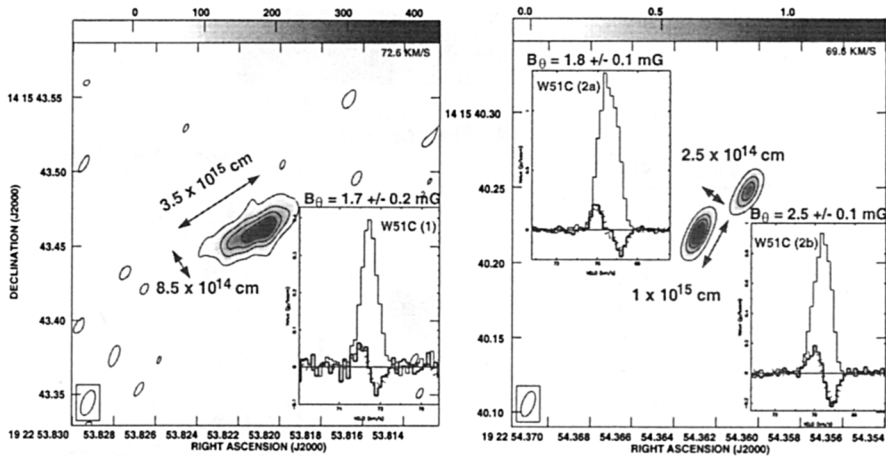 0 100 200 300 400
72.6 KM/S
14 15 43.55
43.50
43.45
43.40
43.35
DECLINATION (J2000)
3.5 x 10^15 cm
8.5 x 10^14 cm
Bθ = 1.7 +/- 0.2 mG
W51C (1)
19 22 53.830 53.828 53.826 53.824 53.822 53.820 53.818 53.816 53.814
RIGHT ASCENSION (J2000)
0.0 0.5 1.0
69.6 KM/S
Bθ = 1.8 +/- 0.1 mG
W51C (2a)
14 15 40.30
40.25
40.20
40.15
40.10
2.5 x 10^14 cm
Bθ = 2.5 +/- 0.1 mG
W51C (2b)
1 x 10^15 cm
19 22 54.370 54.368 54.366 54.364 54.362 54.360 54.358 54.356 54.354
RIGHT ASCENSION (J2000)